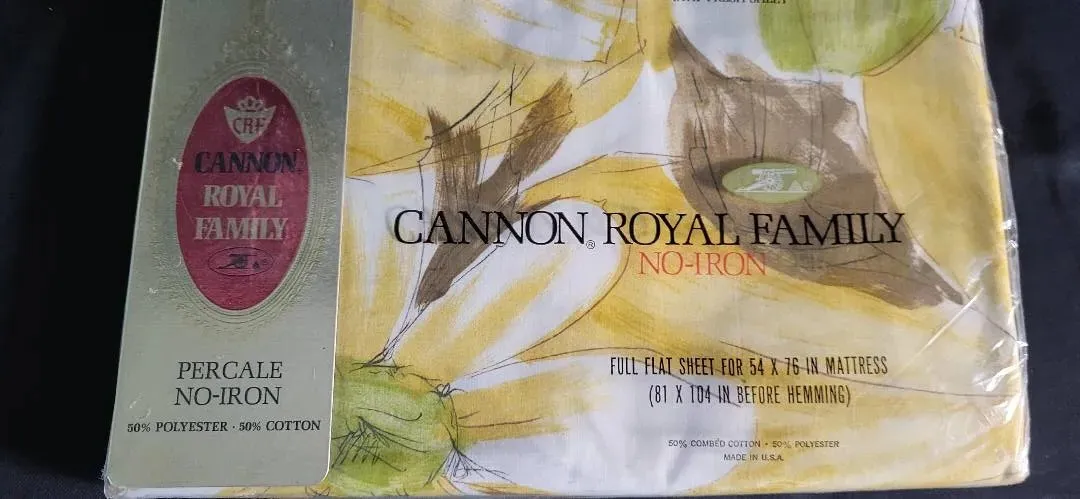 CRF
CANNON
ROYAL
FAMILY
PERCALE
NO-IRON
50% POLYESTER · 50% COTTON
CANNON® ROYAL FAMILY
NO-IRON
FULL FLAT SHEET FOR 54 X 76 IN MATTRESS
(81 X 104 IN BEFORE HEMMING)
50% COMBED COTTON • 50% POLYESTER
MADE IN U.S.A.